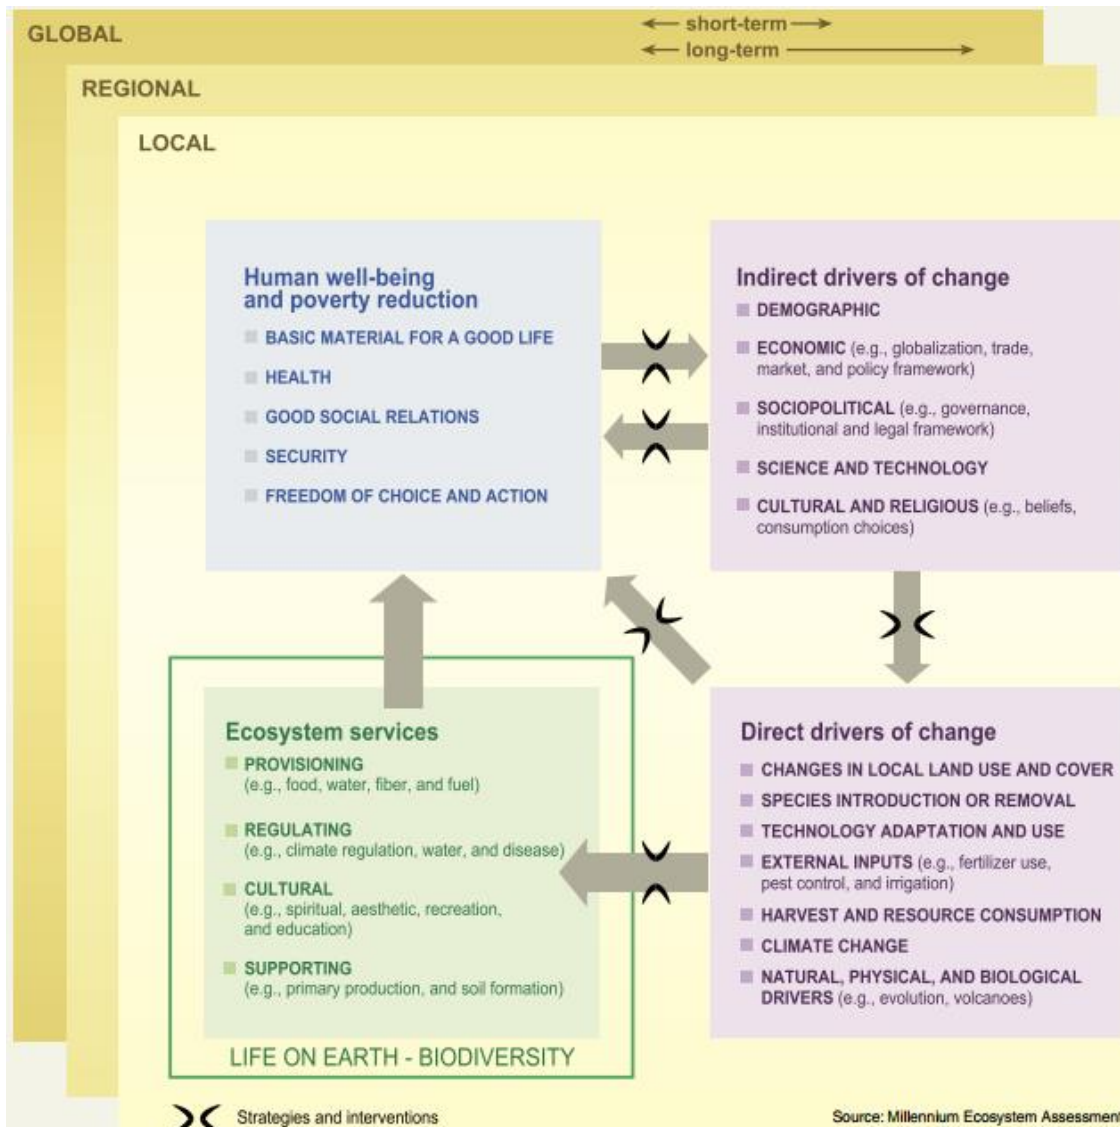 GLOBAL
short-term
long-term
REGIONAL
LOCAL
Human well-being
and poverty reduction
BASIC MATERIAL FOR A GOOD LIFE
HEALTH
GOOD SOCIAL RELATIONS
SECURITY
FREEDOM OF CHOICE AND ACTION
Indirect drivers of change
DEMOGRAPHIC
ECONOMIC (e.g., globalization, trade,
market, and policy framework)
SOCIOPOLITICAL (e.g., governance,
institutional and legal framework)
SCIENCE AND TECHNOLOGY
CULTURAL AND RELIGIOUS (e.g., beliefs,
consumption choices)
Ecosystem services
PROVISIONING
(e.g., food, water, fiber, and fuel)
REGULATING
(e.g., climate regulation, water, and disease)
CULTURAL
(e.g., spiritual, aesthetic, recreation,
and education)
SUPPORTING
(e.g., primary production, and soil formation)
LIFE ON EARTH - BIODIVERSITY
Direct drivers of change
CHANGES IN LOCAL LAND USE AND COVER
SPECIES INTRODUCTION OR REMOVAL
TECHNOLOGY ADAPTATION AND USE
EXTERNAL INPUTS (e.g., fertilizer use,
pest control, and irrigation)
HARVEST AND RESOURCE CONSUMPTION
CLIMATE CHANGE
NATURAL, PHYSICAL, AND BIOLOGICAL
DRIVERS (e.g., evolution, volcanoes)
Strategies and interventions
Source: Millennium Ecosystem Assessment